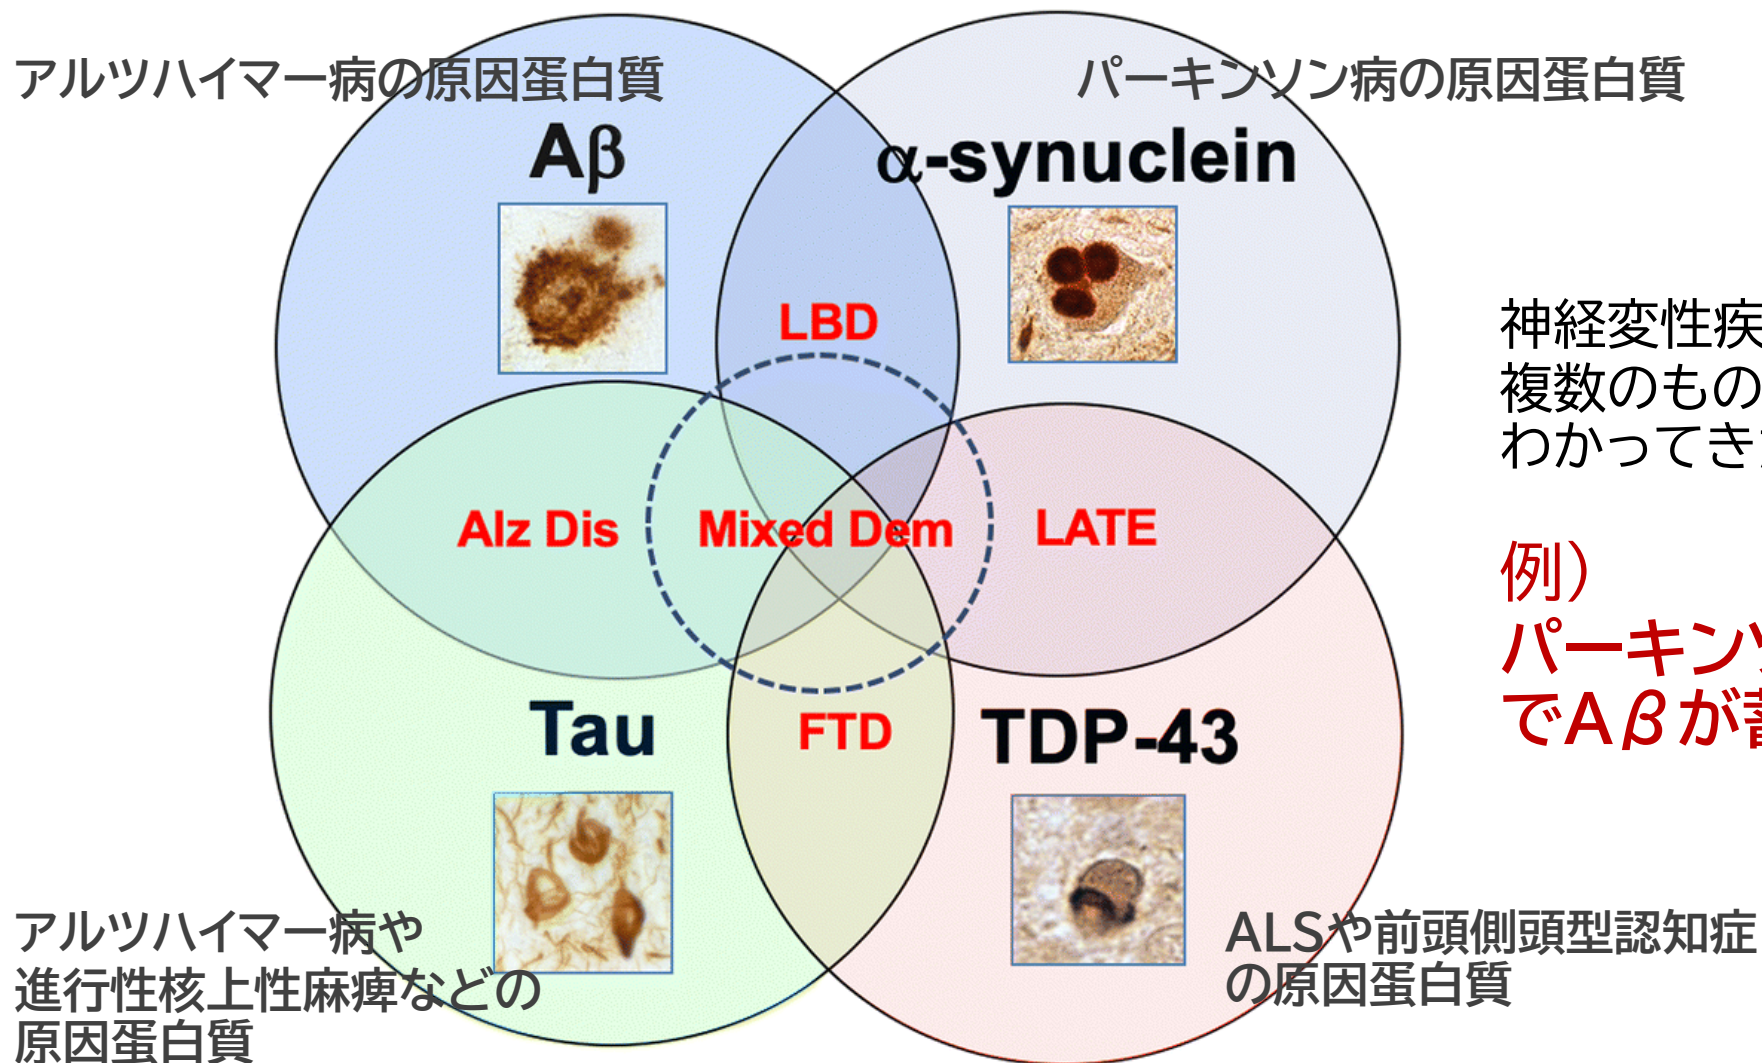 アルツハイマー病の原因蛋白質
パーキンソン病の原因蛋白質
Aβ
α-synuclein
LBD
Alz Dis
Mixed Dem
LATE
Tau
FTD
TDP-43
アルツハイマー病や
進行性核上性麻痺などの
原因蛋白質
ALSや前頭側頭型認知症
の原因蛋白質
神経変性疾
複数のもの
わかってき
例）
パーキンソ
でAβが蓄